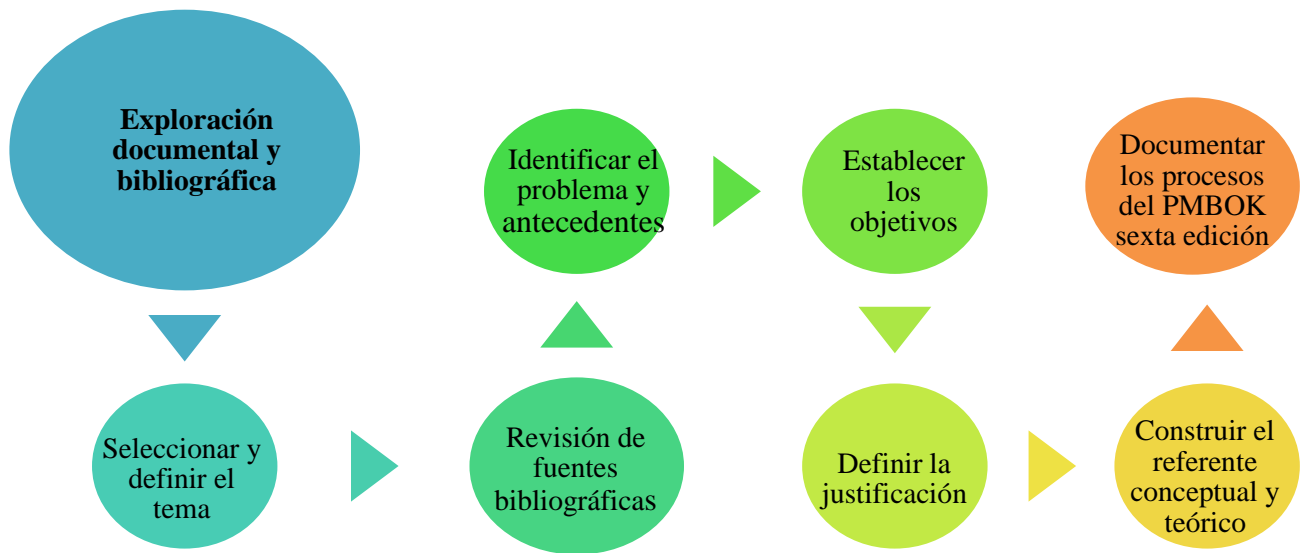 Exploración
documental y
bibliográfica
Seleccionar y
definir el
tema
Revisión de
fuentes
bibliográficas
Identificar el
problema y
antecedentes
Establecer
los
objetivos
Definir la
justificación
Construir el
referente
conceptual y
teórico
Documentar
los procesos
del PMBOK
sexta edición